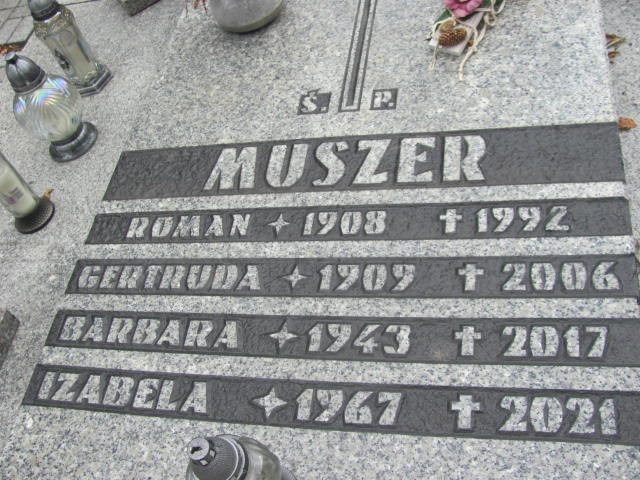 Ś. P.
MUSZER
ROMAN ✦ 1908 ✝ 1992
GERTRUDA ✦ 1909 ✝ 2006
BARBARA ✦ 1943 ✝ 2017
IZABELA ✦ 1967 ✝ 2021